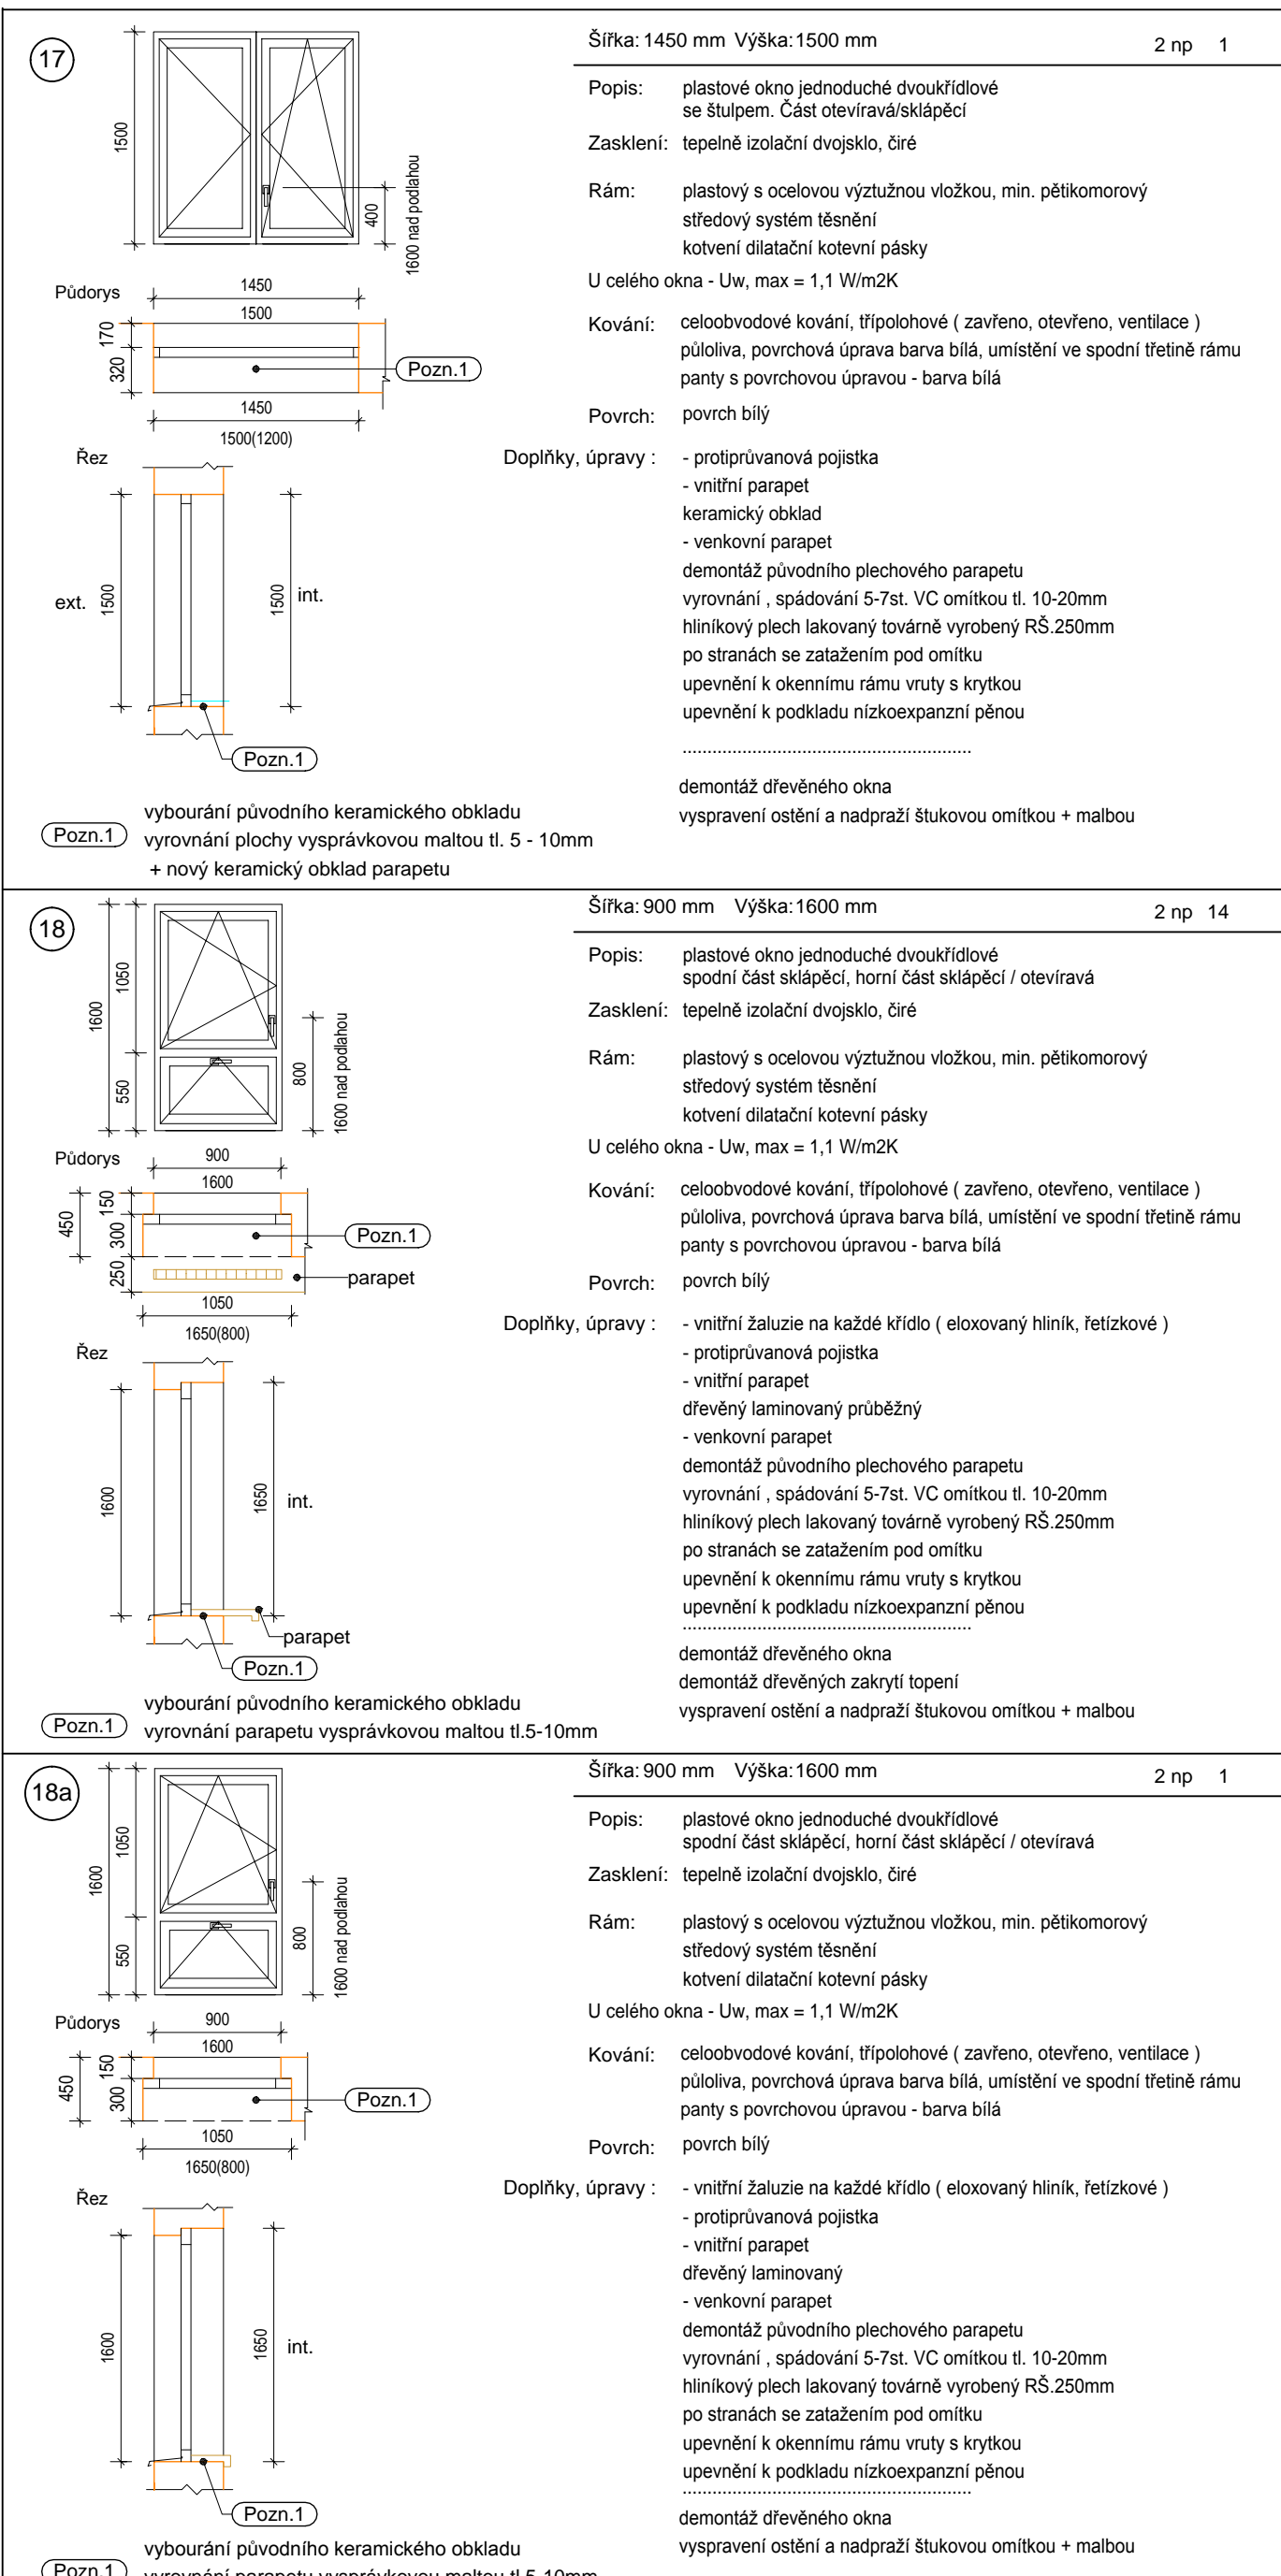 17
Šířka: 1450 mm Výška: 1500 mm 2 np 1
Popis: plastové okno jednoduché dvoukřídlové
se štulpem. Část otevíravá/sklápěcí
Zasklení: tepelně izolační dvojsklo, čiré
Rám: plastový s ocelovou výztužnou vložkou, min. pětikomorový
středový systém těsnění
kotvení dilatační kotevní pásky
U celého okna - Uw, max = 1,1 W/m2K
Kování: celoobvodové kování, třípolohové ( zavřeno, otevřeno, ventilace )
půloliva, povrchová úprava barva bílá, umístění ve spodní třetině rámu
panty s povrchovou úpravou - barva bílá
Povrch: povrch bílý
Doplňky, úpravy : - protiprůvanová pojistka
- vnitřní parapet
keramický obklad
- venkovní parapet
demontáž původního plechového parapetu
vyrovnání , spádování 5-7st. VC omítkou tl. 10-20mm
hliníkový plech lakovaný továrně vyrobený RŠ.250mm
po stranách se zatažením pod omítku
upevnění k okennímu rámu vruty s krytkou
upevnění k podkladu nízkoexpanzní pěnou
..........................................................
demontáž dřevěného okna
vyspravení ostění a nadpraží štukovou omítkou + malbou
1500
400
1600 nad podlahou
Půdorys
1450
1500
170
320
Pozn.1
1450
1500(1200)
Řez
ext.
1500
1500
int.
Pozn.1
Pozn.1
vybourání původního keramického obkladu
vyrovnání plochy vysprávkovou maltou tl. 5 - 10mm
+ nový keramický obklad parapetu
18
Šířka: 900 mm Výška: 1600 mm 2 np 14
Popis: plastové okno jednoduché dvoukřídlové
spodní část sklápěcí, horní část sklápěcí / otevíravá
Zasklení: tepelně izolační dvojsklo, čiré
Rám: plastový s ocelovou výztužnou vložkou, min. pětikomorový
středový systém těsnění
kotvení dilatační kotevní pásky
U celého okna - Uw, max = 1,1 W/m2K
Kování: celoobvodové kování, třípolohové ( zavřeno, otevřeno, ventilace )
půloliva, povrchová úprava barva bílá, umístění ve spodní třetině rámu
panty s povrchovou úpravou - barva bílá
Povrch: povrch bílý
Doplňky, úpravy : - vnitřní žaluzie na každé křídlo ( eloxovaný hliník, řetízkové )
- protiprůvanová pojistka
- vnitřní parapet
dřevěný laminovaný průběžný
- venkovní parapet
demontáž původního plechového parapetu
vyrovnání , spádování 5-7st. VC omítkou tl. 10-20mm
hliníkový plech lakovaný továrně vyrobený RŠ.250mm
po stranách se zatažením pod omítku
upevnění k okennímu rámu vruty s krytkou
upevnění k podkladu nízkoexpanzní pěnou
..........................................................
demontáž dřevěného okna
demontáž dřevěných zakrytí topení
vyspravení ostění a nadpraží štukovou omítkou + malbou
1600
1050
550
800
1600 nad podlahou
Půdorys
900
1600
450
150
300
250
Pozn.1
parapet
1050
1650(800)
Řez
1600
1650
int.
parapet
Pozn.1
Pozn.1
vybourání původního keramického obkladu
vyrovnání parapetu vysprávkovou maltou tl.5-10mm
18a
Šířka: 900 mm Výška: 1600 mm 2 np 1
Popis: plastové okno jednoduché dvoukřídlové
spodní část sklápěcí, horní část sklápěcí / otevíravá
Zasklení: tepelně izolační dvojsklo, čiré
Rám: plastový s ocelovou výztužnou vložkou, min. pětikomorový
středový systém těsnění
kotvení dilatační kotevní pásky
U celého okna - Uw, max = 1,1 W/m2K
Kování: celoobvodové kování, třípolohové ( zavřeno, otevřeno, ventilace )
půloliva, povrchová úprava barva bílá, umístění ve spodní třetině rámu
panty s povrchovou úpravou - barva bílá
Povrch: povrch bílý
Doplňky, úpravy : - vnitřní žaluzie na každé křídlo ( eloxovaný hliník, řetízkové )
- protiprůvanová pojistka
- vnitřní parapet
dřevěný laminovaný
- venkovní parapet
demontáž původního plechového parapetu
vyrovnání , spádování 5-7st. VC omítkou tl. 10-20mm
hliníkový plech lakovaný továrně vyrobený RŠ.250mm
po stranách se zatažením pod omítku
upevnění k okennímu rámu vruty s krytkou
upevnění k podkladu nízkoexpanzní pěnou
..........................................................
demontáž dřevěného okna
vyspravení ostění a nadpraží štukovou omítkou + malbou
1600
1050
550
800
1600 nad podlahou
Půdorys
900
1600
450
150
300
Pozn.1
1050
1650(800)
Řez
1600
1650
int.
Pozn.1
Pozn.1
vybourání původního keramického obkladu
vyrovnání parapetu vysprávkovou maltou tl.5-10mm